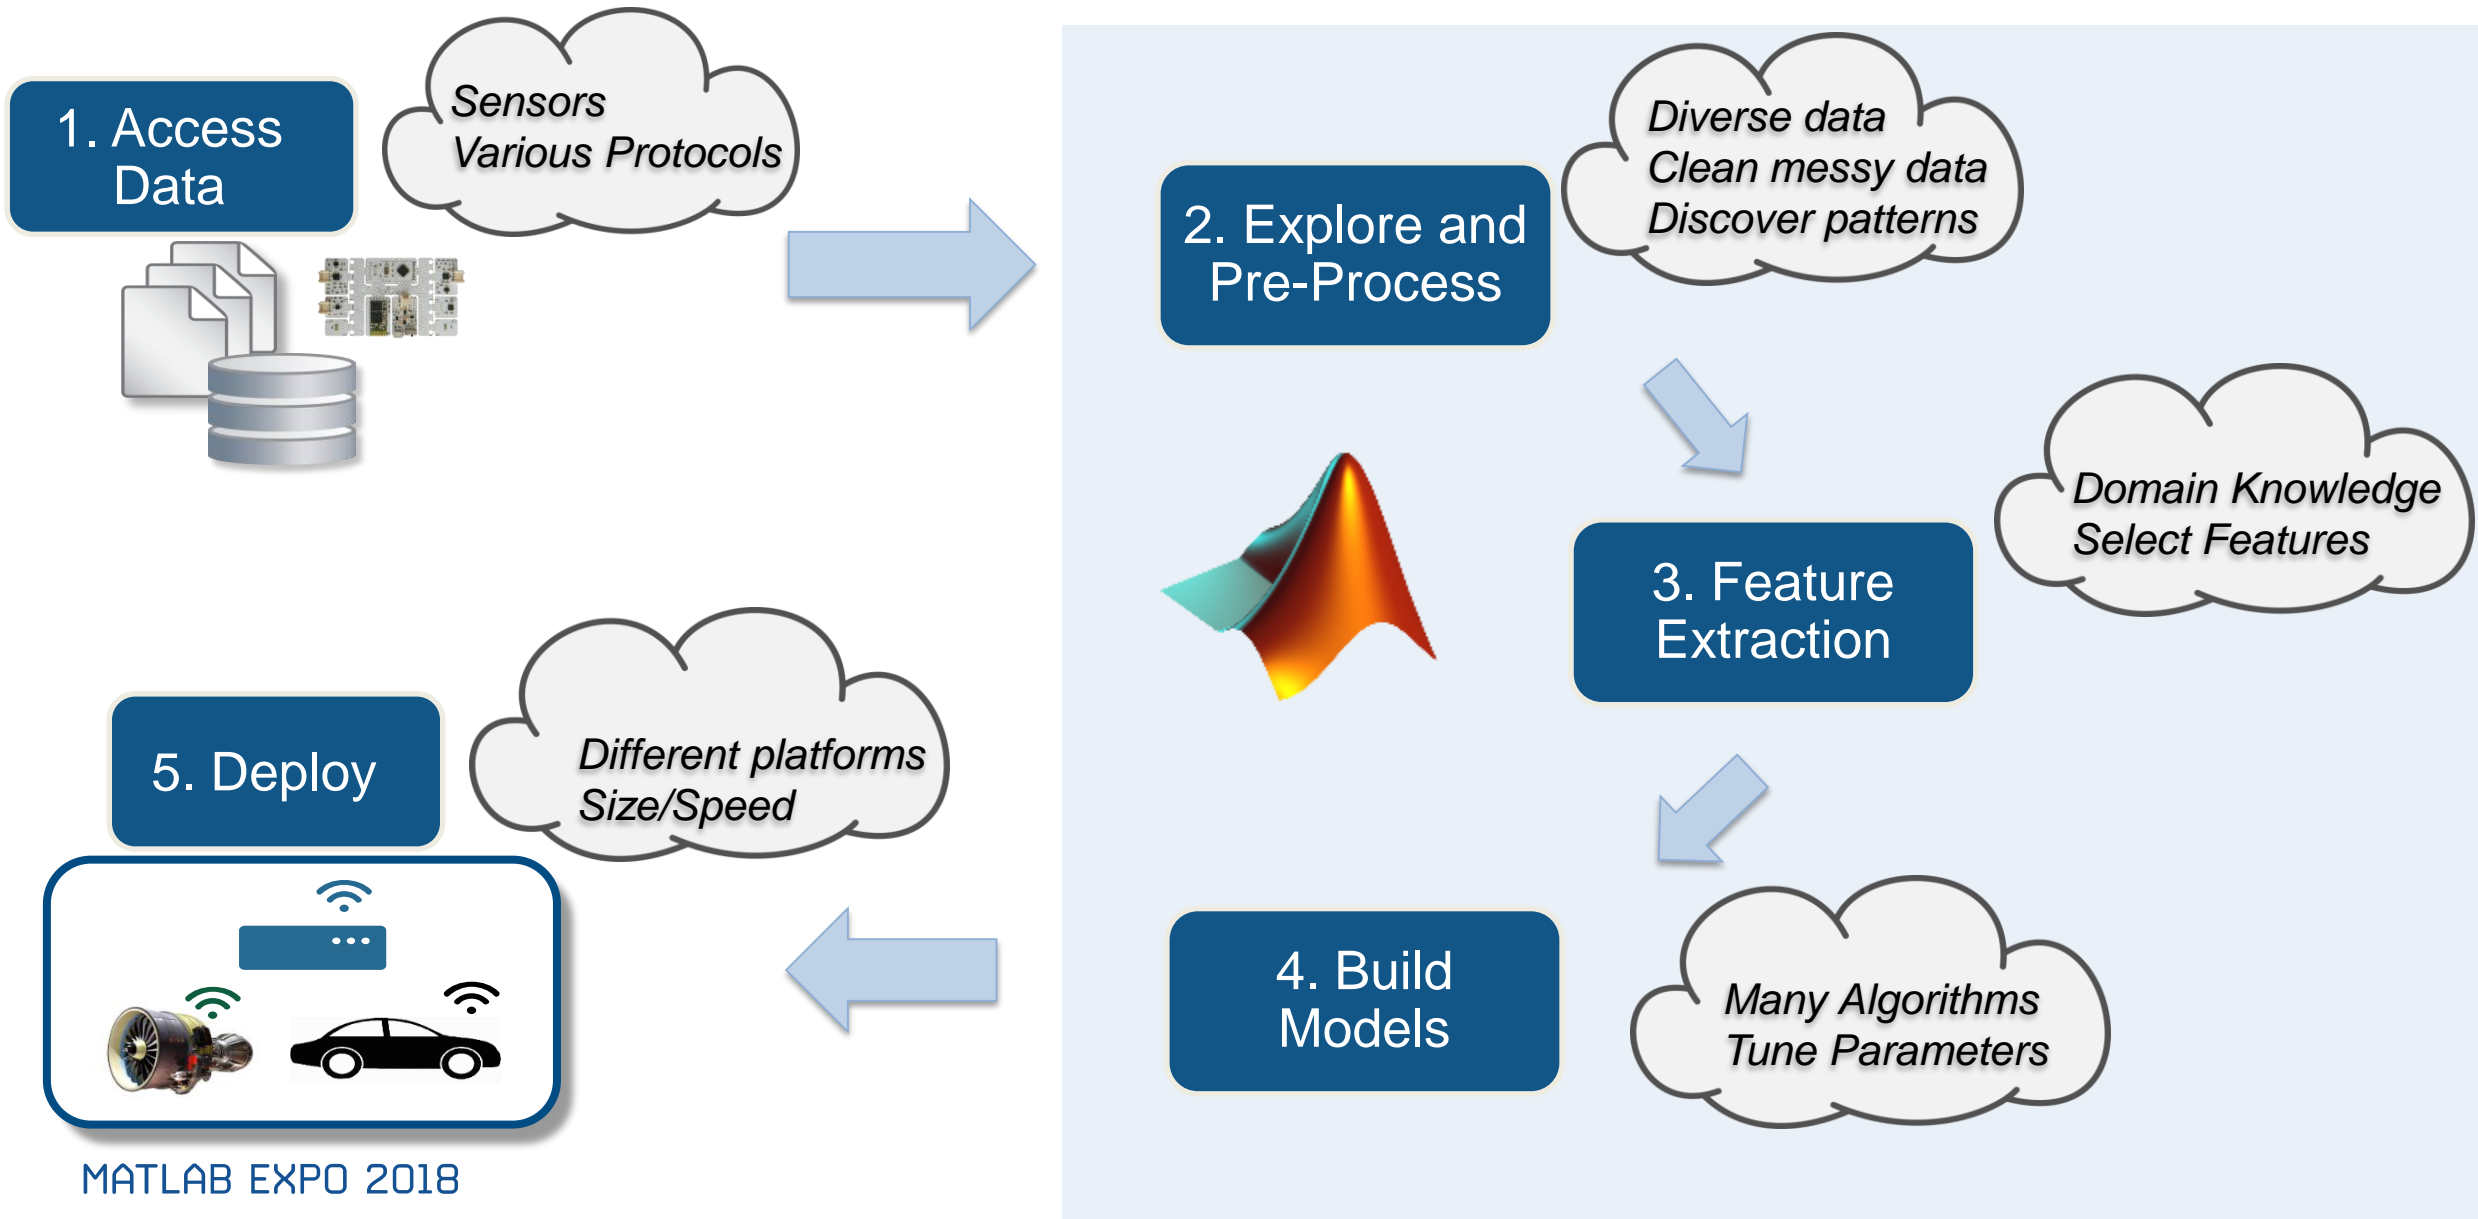 1. Access
Data
Sensors
Various Protocols
2. Explore and
Pre-Process
Diverse data
Clean messy data
Discover patterns
3. Feature
Extraction
Domain Knowledge
Select Features
4. Build
Models
Many Algorithms
Tune Parameters
5. Deploy
Different platforms
Size/Speed
MATLAB EXPO 2018